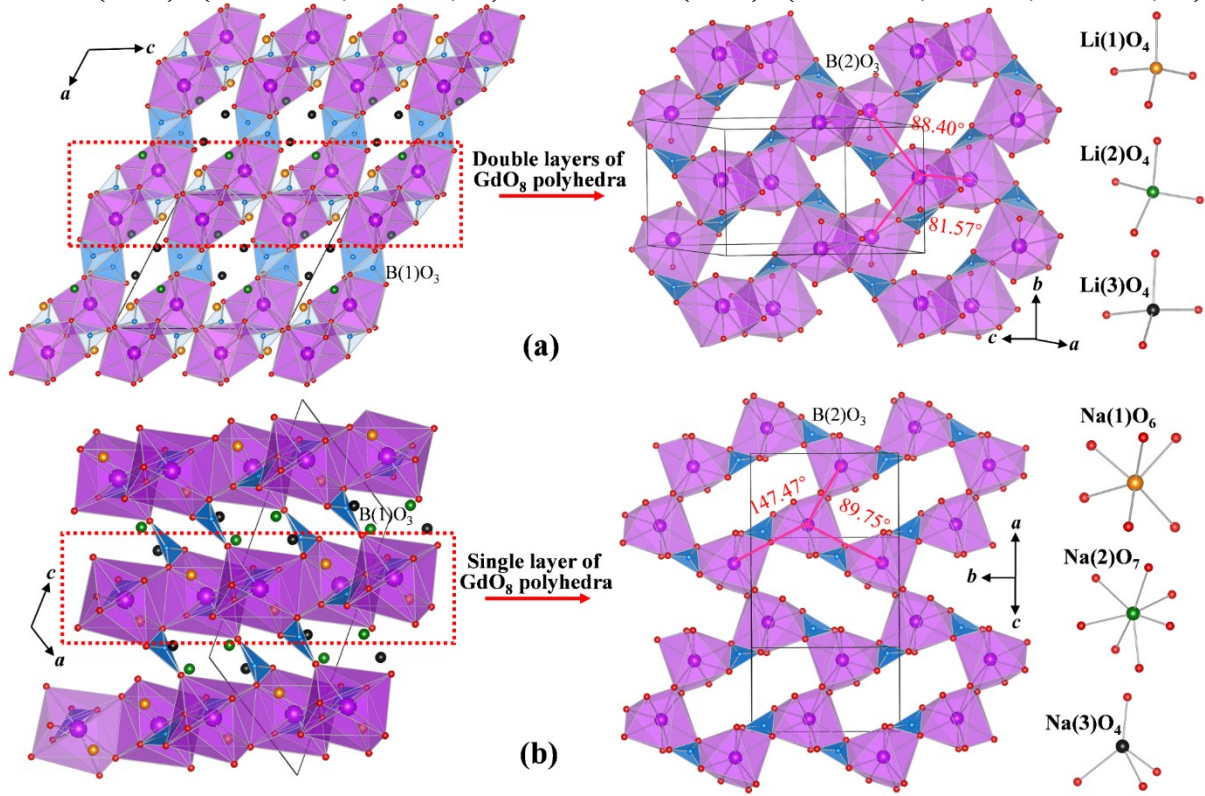 c
a
B(1)O₃
Double layers of
GdO₈ polyhedra
(a)
B(2)O₃
88.40°
81.57°
b
c
a
Li(1)O₄
Li(2)O₄
Li(3)O₄
c
a
B(1)O₃
Single layer of
GdO₈ polyhedra
(b)
B(2)O₃
147.47°
89.75°
a
b
c
Na(1)O₆
Na(2)O₇
Na(3)O₄